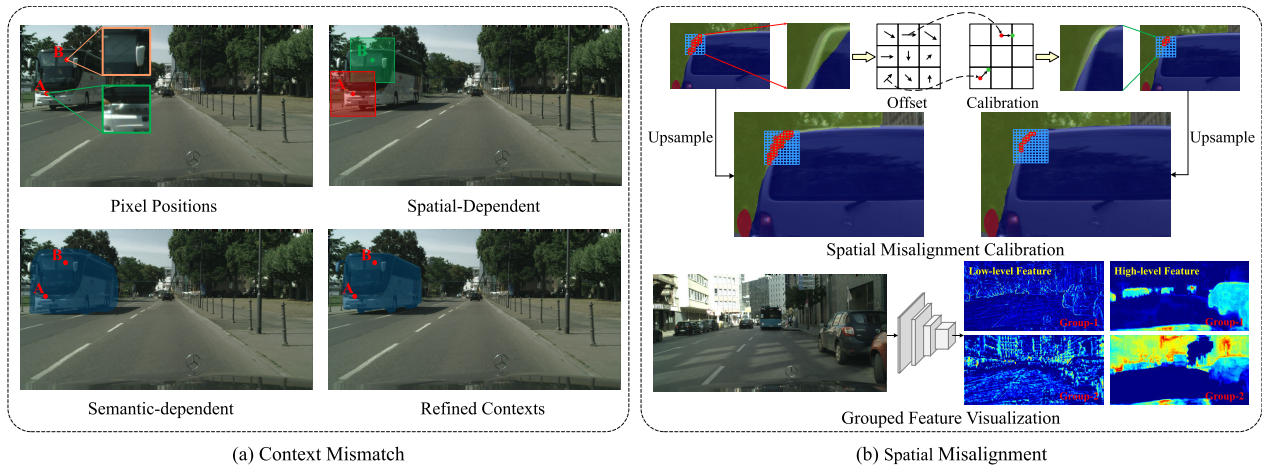 B
A
Pixel Positions
B
A
Spatial-Dependent
B
A
Semantic-dependent
B
A
Refined Contexts
(a) Context Mismatch
Offset
Calibration
Upsample
Upsample
Spatial Misalignment Calibration
Low-level Feature
Group-1
High-level Feature
Group-1
Group-2
Group-2
Grouped Feature Visualization
(b) Spatial Misalignment